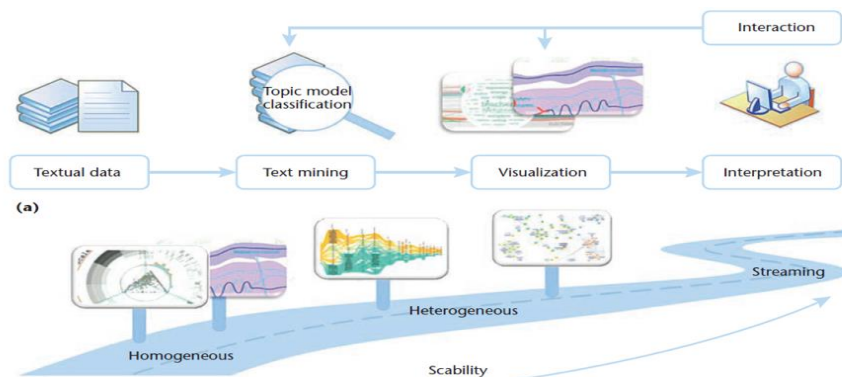 Interaction
Topic model
classification
Textual data
Text mining
Visualization
Interpretation
(a)
Streaming
Heterogeneous
Homogeneous
Scability